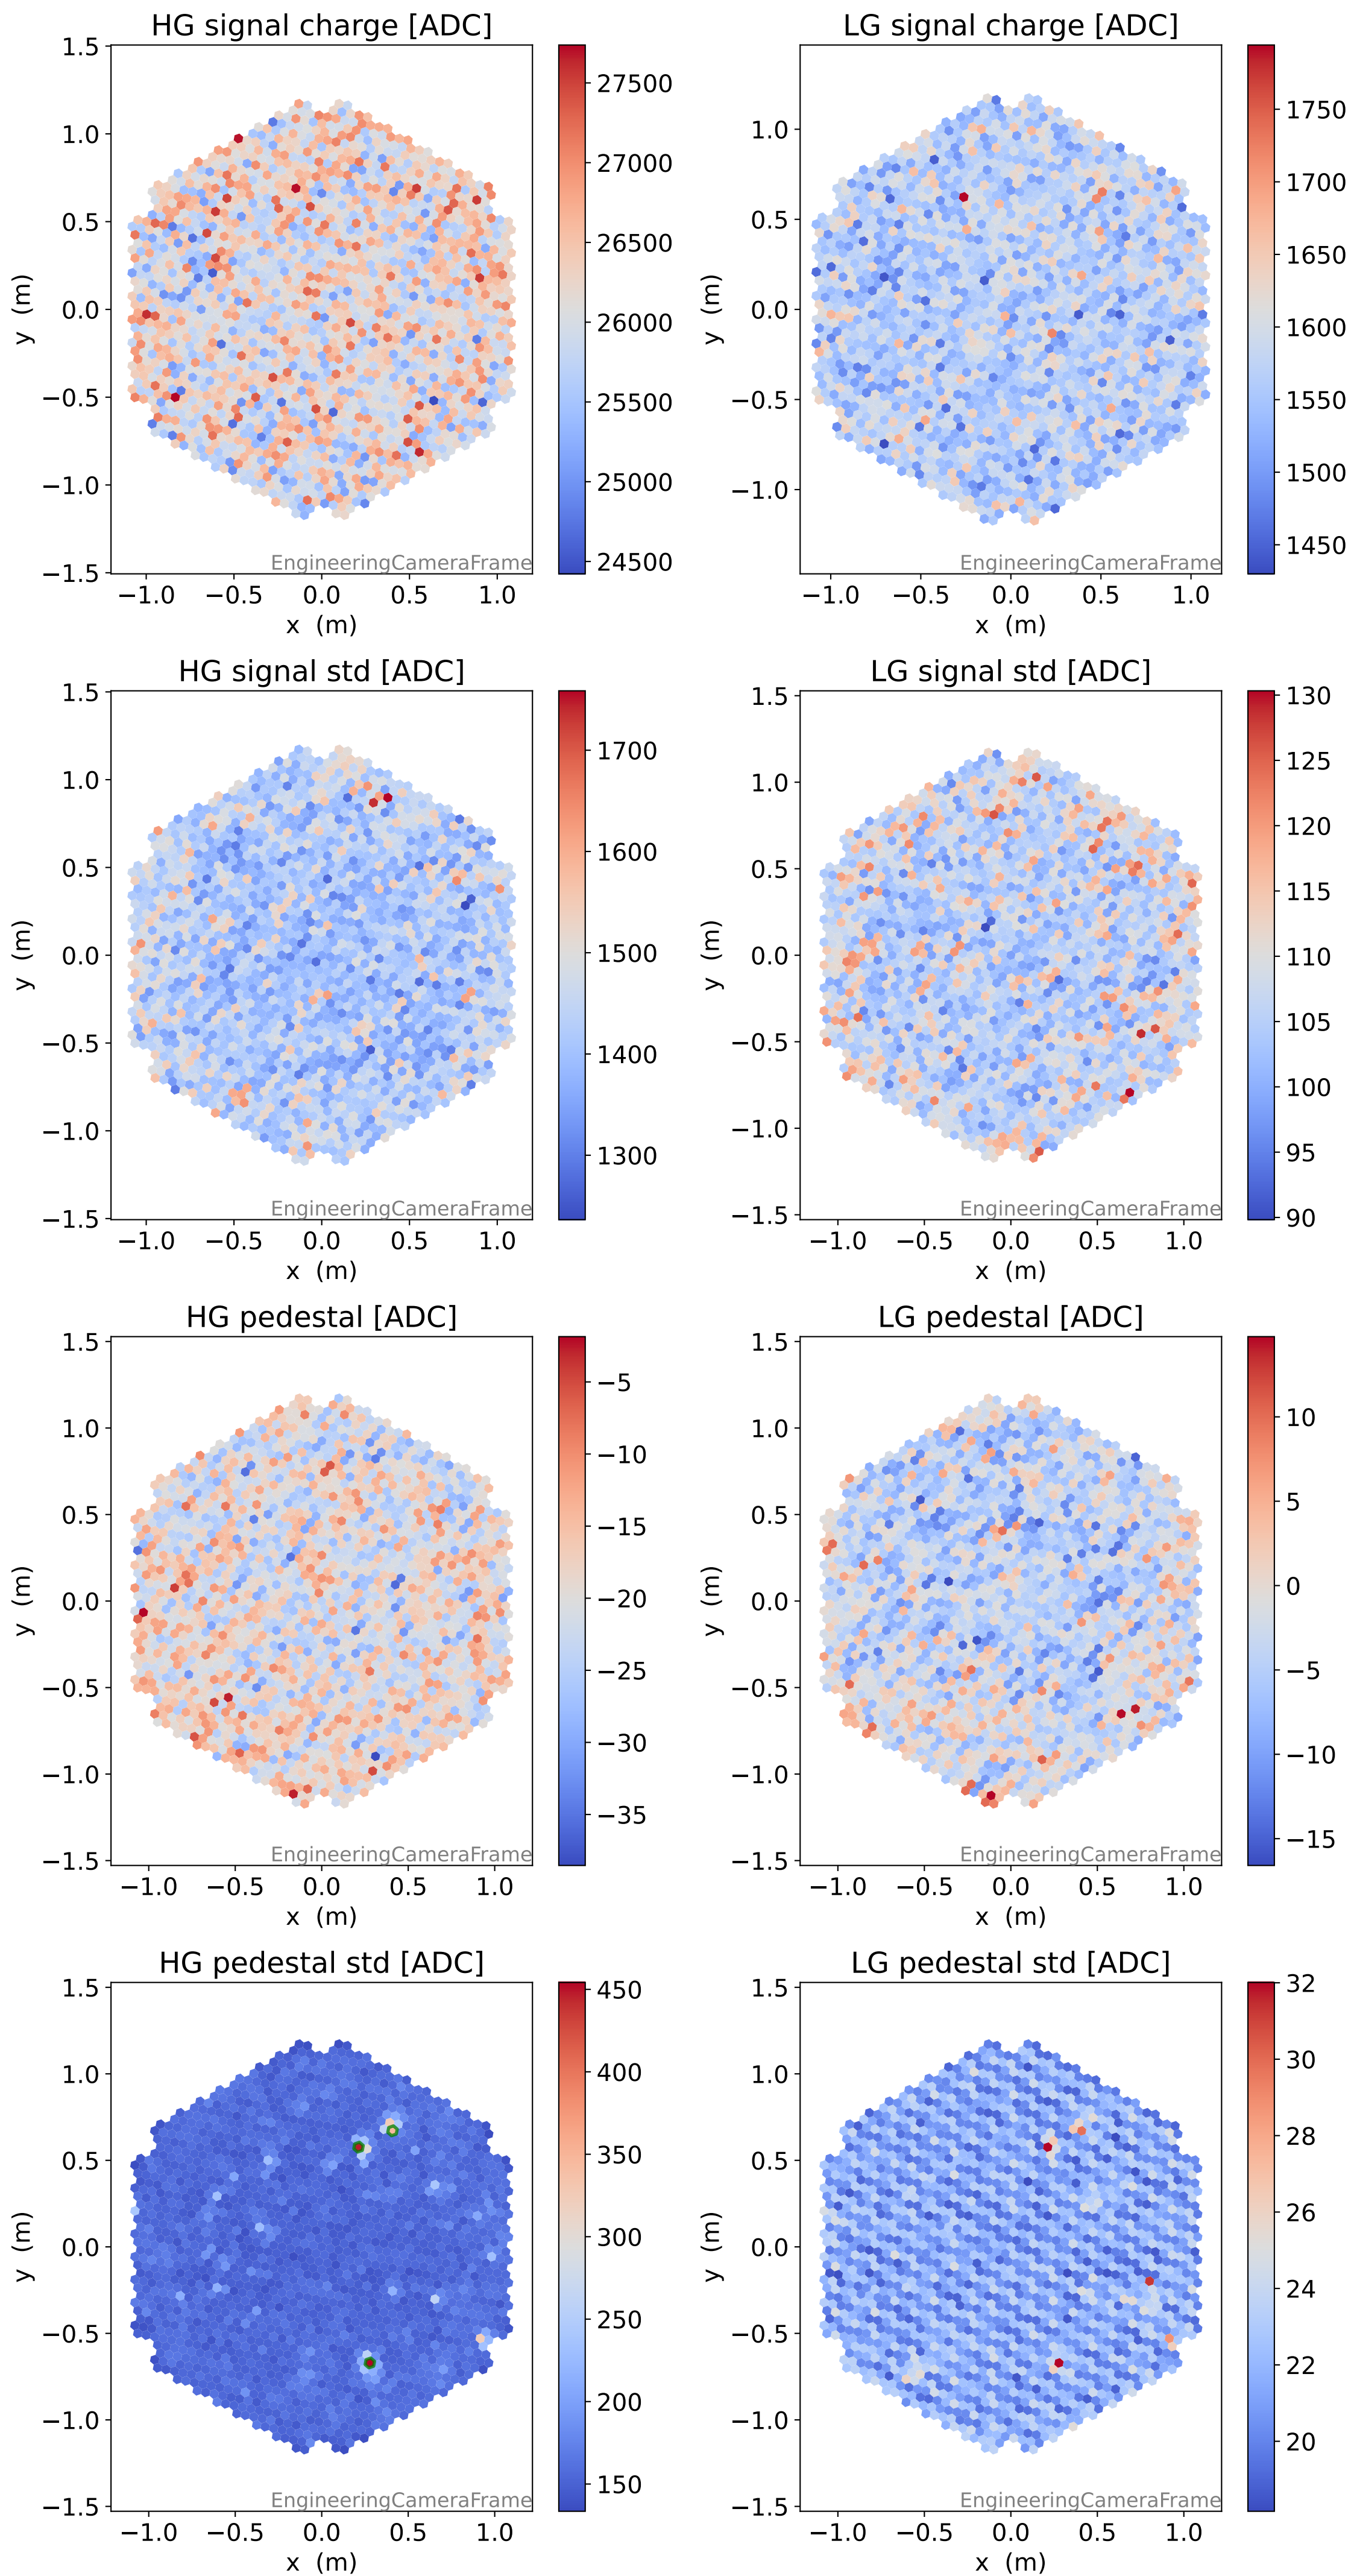 HG signal charge [ADC]
LG signal charge [ADC]
1.5
1.0
0.5
0.0
−0.5
−1.0
−1.5
y (m)
−1.0 −0.5 0.0 0.5 1.0
x (m)
EngineeringCameraFrame
27500
27000
26500
26000
25500
25000
24500
1.0
0.5
0.0
−0.5
−1.0
y (m)
−1.0 −0.5 0.0 0.5 1.0
x (m)
EngineeringCameraFrame
1750
1700
1650
1600
1550
1500
1450
HG signal std [ADC]
LG signal std [ADC]
1.5
1.0
0.5
0.0
−0.5
−1.0
−1.5
y (m)
−1.0 −0.5 0.0 0.5 1.0
x (m)
EngineeringCameraFrame
1700
1600
1500
1400
1300
1.5
1.0
0.5
0.0
−0.5
−1.0
−1.5
y (m)
−1.0 −0.5 0.0 0.5 1.0
x (m)
EngineeringCameraFrame
130
125
120
115
110
105
100
95
90
HG pedestal [ADC]
LG pedestal [ADC]
1.5
1.0
0.5
0.0
−0.5
−1.0
−1.5
y (m)
−1.0 −0.5 0.0 0.5 1.0
x (m)
EngineeringCameraFrame
−5
−10
−15
−20
−25
−30
−35
1.5
1.0
0.5
0.0
−0.5
−1.0
−1.5
y (m)
−1.0 −0.5 0.0 0.5 1.0
x (m)
EngineeringCameraFrame
10
5
0
−5
−10
−15
HG pedestal std [ADC]
LG pedestal std [ADC]
1.5
1.0
0.5
0.0
−0.5
−1.0
−1.5
y (m)
−1.0 −0.5 0.0 0.5 1.0
x (m)
EngineeringCameraFrame
450
400
350
300
250
200
150
1.5
1.0
0.5
0.0
−0.5
−1.0
−1.5
y (m)
−1.0 −0.5 0.0 0.5 1.0
x (m)
EngineeringCameraFrame
32
30
28
26
24
22
20